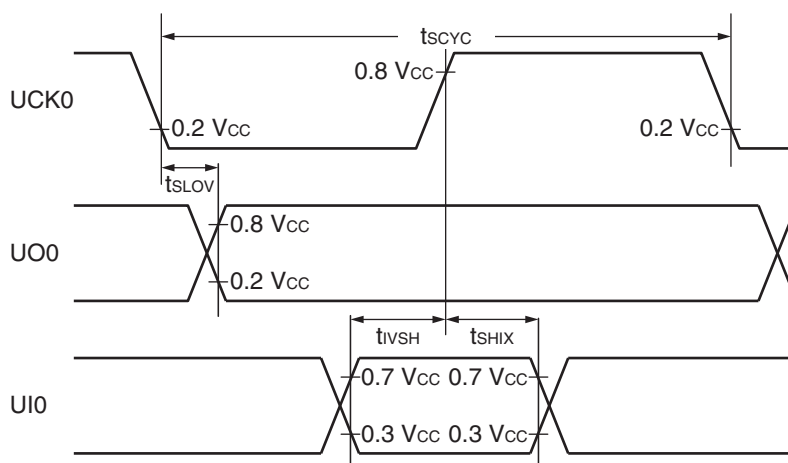 tSCYC
0.8 VCC
UCK0
0.2 VCC 0.2 VCC
tSLOV
0.8 VCC
UO0
0.2 VCC
tIVSH tSHIX
0.7 VCC 0.7 VCC
UI0
0.3 VCC 0.3 VCC